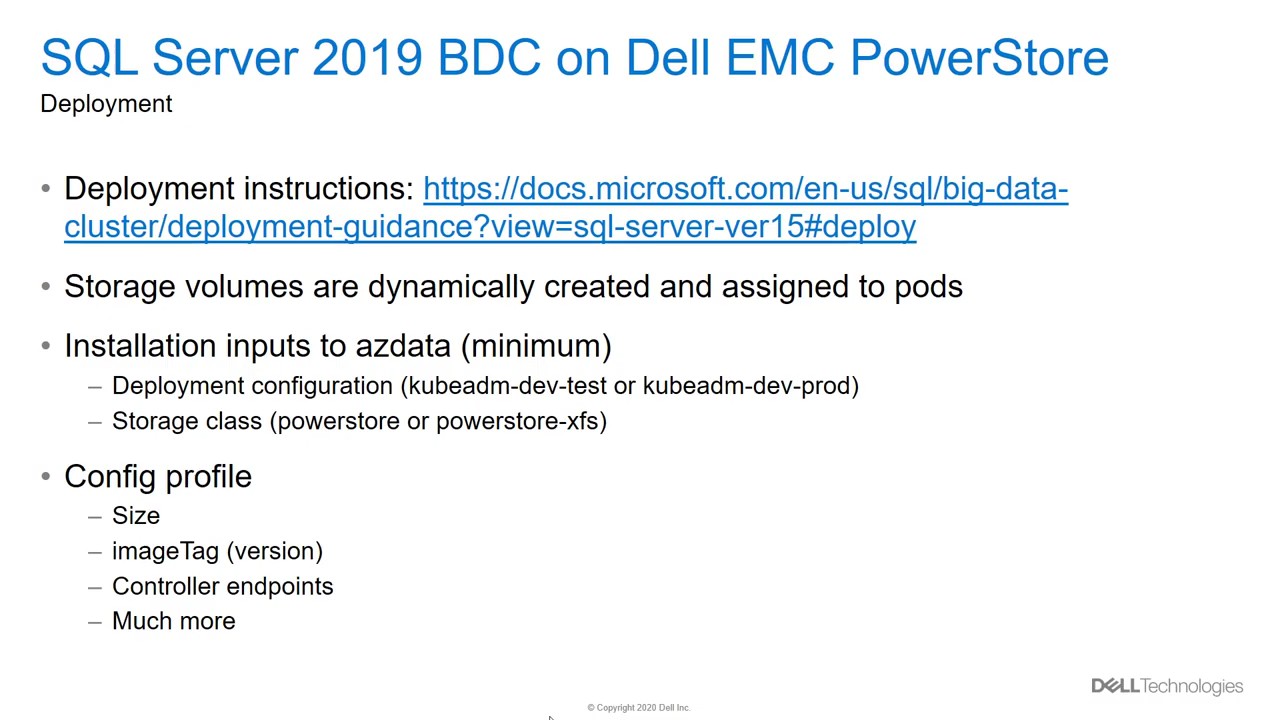 SQL Server 2019 BDC on Dell EMC PowerStore
Deployment
• Deployment instructions: https://docs.microsoft.com/en-us/sql/big-data-
cluster/deployment-guidance?view=sql-server-ver15#deploy
• Storage volumes are dynamically created and assigned to pods
• Installation inputs to azdata (minimum)
– Deployment configuration (kubeadm-dev-test or kubeadm-dev-prod)
– Storage class (powerstore or powerstore-xfs)
• Config profile
– Size
– imageTag (version)
– Controller endpoints
– Much more
DELLTechnologies
© Copyright 2020 Dell Inc.